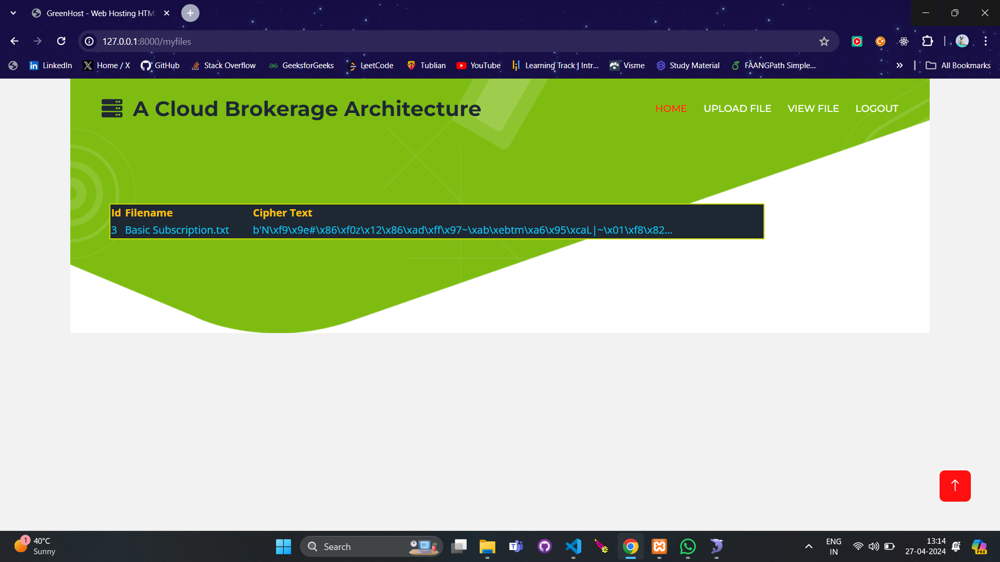 GreenHost - Web Hosting HTM
127.0.0.1:8000/myfiles
LinkedIn Home / X GitHub Stack Overflow GeeksforGeeks LeetCode Tublian YouTube Learning Track | Intr... Visme Study Material FAANGPath Simple... All Bookmarks
A Cloud Brokerage Architecture
HOME UPLOAD FILE VIEW FILE LOGOUT
Id Filename Cipher Text
3 Basic Subscription.txt b'N\xf9\x9e#\x86\xf0z\x12\x86\xad\xff\x97~\xab\xebtm\xa6\x95\xcaL|~\x01\xf8\x82...
1
40°C
Sunny
Search
ENG
IN
13:14
27-04-2024
PRE